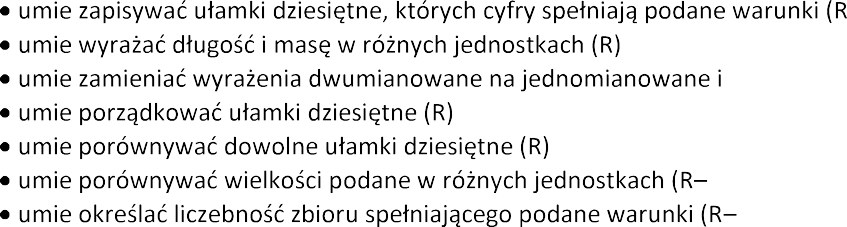 • umie zapisywać ułamki dziesiętne, których cyfry spełniają podane warunki (R
• umie wyrażać długość i masę w różnych jednostkach (R)
• umie zamieniać wyrażenia dwumianowane na jednomianowane i
• umie porządkować ułamki dziesiętne (R)
• umie porównywać dowolne ułamki dziesiętne (R)
• umie porównywać wielkości podane w różnych jednostkach (R–
• umie określać liczebność zbioru spełniającego podane warunki (R–